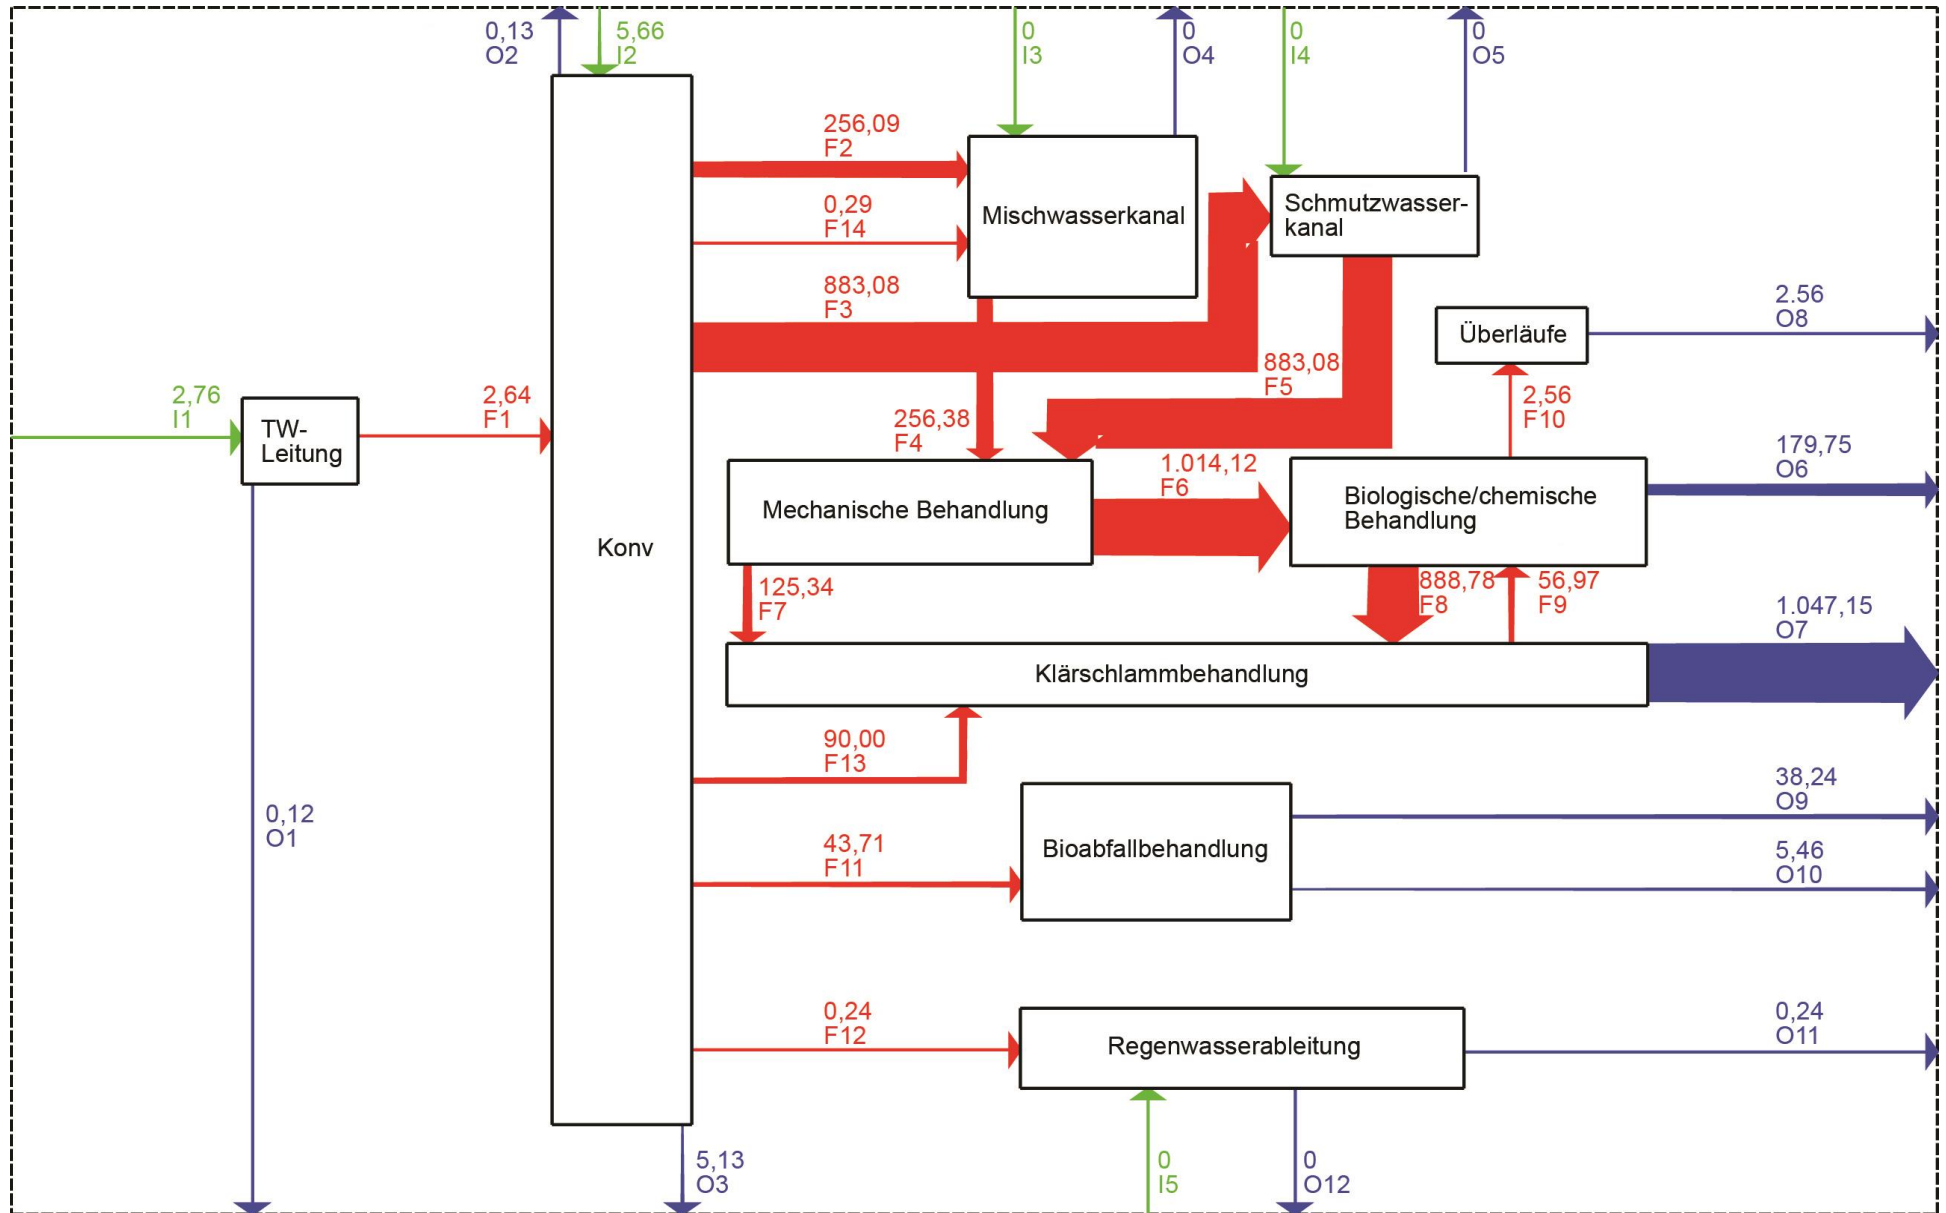 0,13
O2
5,66
I2
0
I3
0
O4
0
I4
0
O5
256,09
F2
0,29
F14
883,08
F3
Mischwasserkanal
Schmutzwasser-
kanal
2.56
O8
Überläufe
883,08
F5
2,76
I1
TW-
Leitung
2,64
F1
256,38
F4
2,56
F10
179,75
O6
1.014,12
F6
Mechanische Behandlung
Biologische/chemische
Behandlung
Konv
125,34
F7
888,78
F8
56,97
F9
1.047,15
O7
Klärschlammbehandlung
90,00
F13
38,24
O9
0,12
O1
43,71
F11
Bioabfallbehandlung
5,46
O10
0,24
F12
Regenwasserableitung
0,24
O11
5,13
O3
0
I5
0
O12